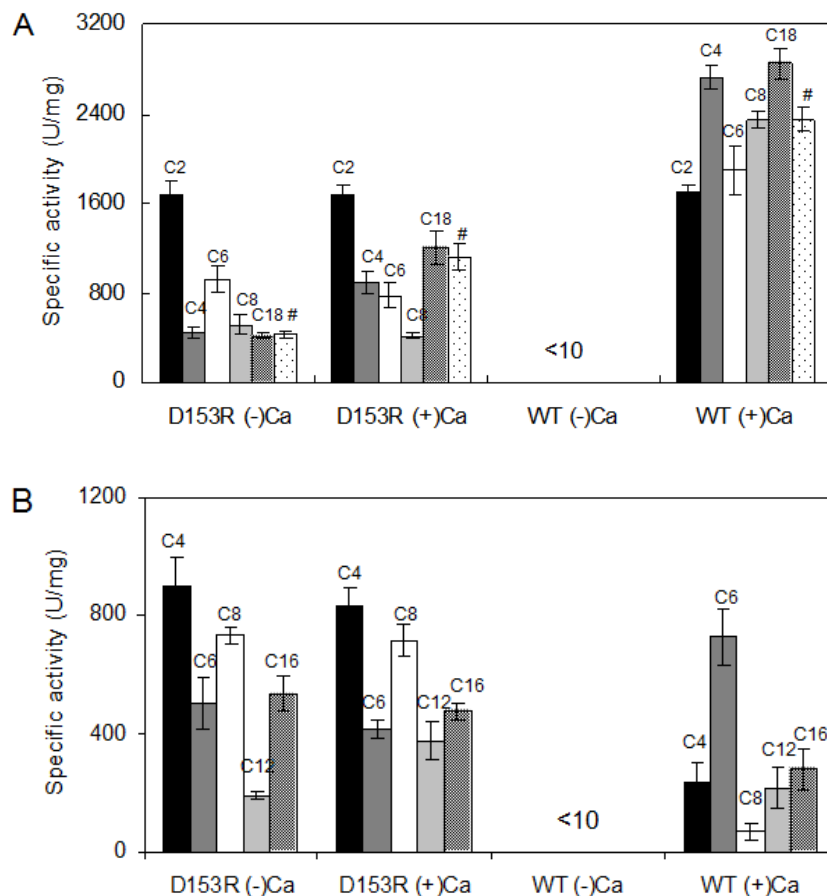 A
Specific activity (U/mg)
3200
2400
1600
800
0
C2
C4
C6
C8
C18
#
C2
C4
C6
C8
C18
#
<10
C2
C4
C6
C8
C18
#
D153R (-)Ca
D153R (+)Ca
WT (-)Ca
WT (+)Ca
B
Specific activity (U/mg)
1200
800
400
0
C4
C6
C8
C12
C16
C4
C6
C8
C12
C16
<10
C4
C6
C8
C12
C16
D153R (-)Ca
D153R (+)Ca
WT (-)Ca
WT (+)Ca